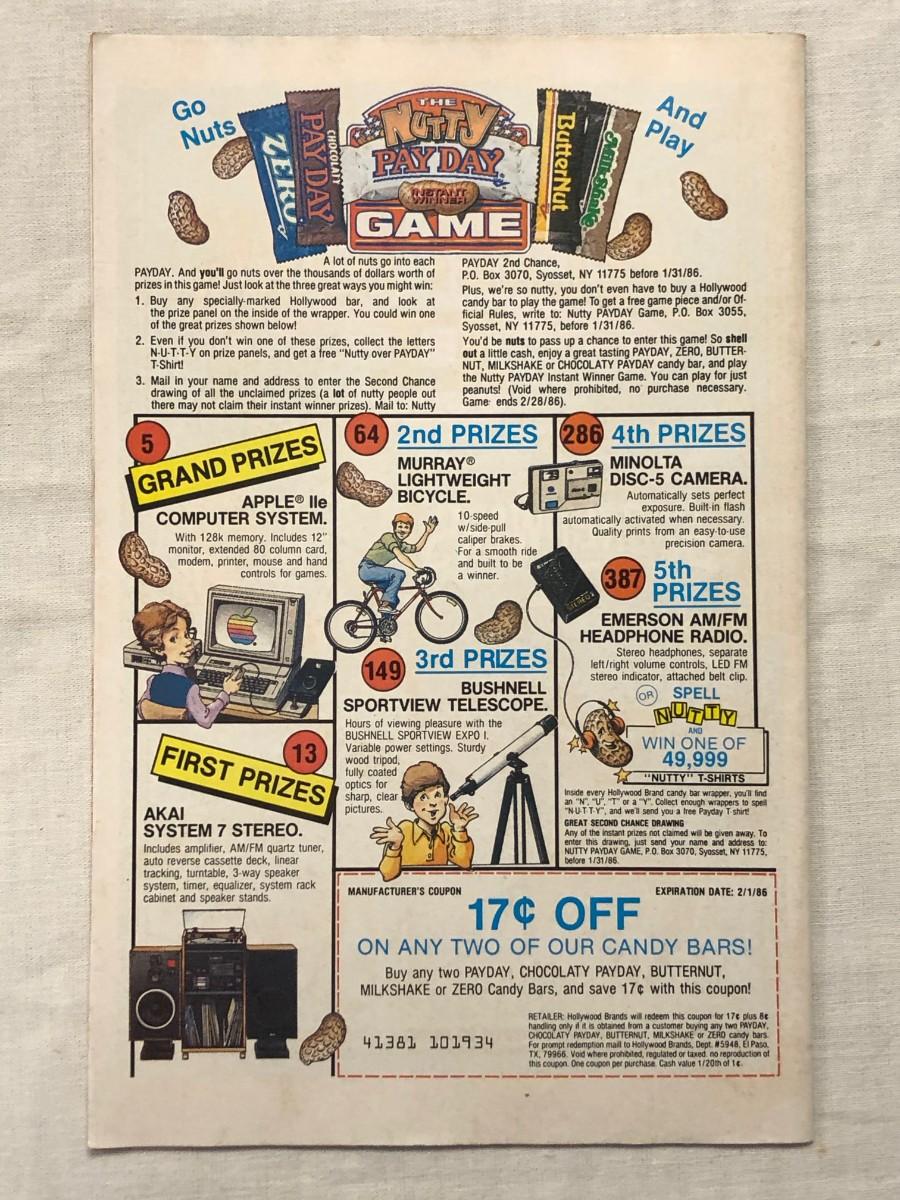 Go
Nuts
ZERO
CHOCOLATY
PAYDAY
THE
NUTTY
PAYDAY
INSTANT
WINNER
GAME
ButterNut
Milk-Shake
And
Play
A lot of nuts go into each
PAYDAY. And you'll go nuts over the thousands of dollars worth of
prizes in this game! Just look at the three great ways you might win:
1. Buy any specially-marked Hollywood bar, and look at
the prize panel on the inside of the wrapper. You could win one
of the great prizes shown below!
2. Even if you don't win one of these prizes, collect the letters
N-U-T-T-Y on prize panels, and get a free "Nutty over PAYDAY"
T-Shirt!
3. Mail in your name and address to enter the Second Chance
drawing of all the unclaimed prizes (a lot of nutty people out
there may not claim their instant winner prizes). Mail to: Nutty
PAYDAY 2nd Chance,
P.O. Box 3070, Syosset, NY 11775 before 1/31/86.
Plus, we're so nutty, you don't even have to buy a Hollywood
candy bar to play the game! To get a free game piece and/or Of-
ficial Rules, write to: Nutty PAYDAY Game, P.O. Box 3055,
Syosset, NY 11775, before 1/31/86.
You'd be nuts to pass up a chance to enter this game! So shell
out a little cash, enjoy a great tasting PAYDAY, ZERO, BUTTER-
NUT, MILKSHAKE or CHOCOLATY PAYDAY candy bar, and play
the Nutty PAYDAY Instant Winner Game. You can play for just
peanuts! (Void where prohibited, no purchase necessary.
Game ends 2/28/86).
5
GRAND PRIZES
APPLE® IIe
COMPUTER SYSTEM.
With 128k memory. Includes 12"
monitor, extended 80 column card,
modem, printer, mouse and hand
controls for games.
13
FIRST PRIZES
AKAI
SYSTEM 7 STEREO.
Includes amplifier, AM/FM quartz tuner,
auto reverse cassette deck, linear
tracking, turntable, 3-way speaker
system, timer, equalizer, system rack
cabinet and speaker stands.
64 2nd PRIZES
MURRAY®
LIGHTWEIGHT
BICYCLE.
10-speed
w/side-pull
caliper brakes.
For a smooth ride
and built to be
a winner.
149 3rd PRIZES
BUSHNELL
SPORTVIEW TELESCOPE.
Hours of viewing pleasure with the
BUSHNELL SPORTVIEW EXPO I.
Variable power settings. Sturdy
wood tripod,
fully coated
optics for
sharp, clear
pictures.
286 4th PRIZES
MINOLTA
DISC-5 CAMERA.
Automatically sets perfect
exposure. Built-in flash
automatically activated when necessary.
Quality prints from an easy-to-use
precision camera.
387 5th
PRIZES
STEREO
EMERSON AM/FM
HEADPHONE RADIO.
Stereo headphones, separate
left/right volume controls, LED FM
stereo indicator, attached belt clip.
OR SPELL
NUTTY
AND
WIN ONE OF
49,999
"NUTTY" T-SHIRTS
Inside every Hollywood Brand candy bar wrapper, you'll find
an "N", "U", "T" or a "Y". Collect enough wrappers to spell
"N-U-T-T-Y", and we'll send you a free Payday T-shirt!
GREAT SECOND CHANCE DRAWING
Any of the instant prizes not claimed will be given away. To
enter this drawing, just send your name and address to:
NUTTY PAYDAY GAME, P.O. Box 3070, Syosset, NY 11775,
before 1/31/86.
MANUFACTURER'S COUPON EXPIRATION DATE: 2/1/86
17¢ OFF
ON ANY TWO OF OUR CANDY BARS!
Buy any two PAYDAY, CHOCOLATY PAYDAY, BUTTERNUT,
MILKSHAKE or ZERO Candy Bars, and save 17¢ with this coupon!
41381 101934
RETAILER: Hollywood Brands will redeem this coupon for 17¢ plus 8¢
handling only if it is obtained from a customer buying any two PAYDAY,
CHOCOLATY PAYDAY, BUTTERNUT, MILKSHAKE or ZERO candy bars.
For prompt redemption mail to Hollywood Brands, Dept. #5948, El Paso,
TX, 79966. Void where prohibited, regulated or taxed. no reproduction of
this coupon. One coupon per purchase. Cash value 1/20th of 1¢.